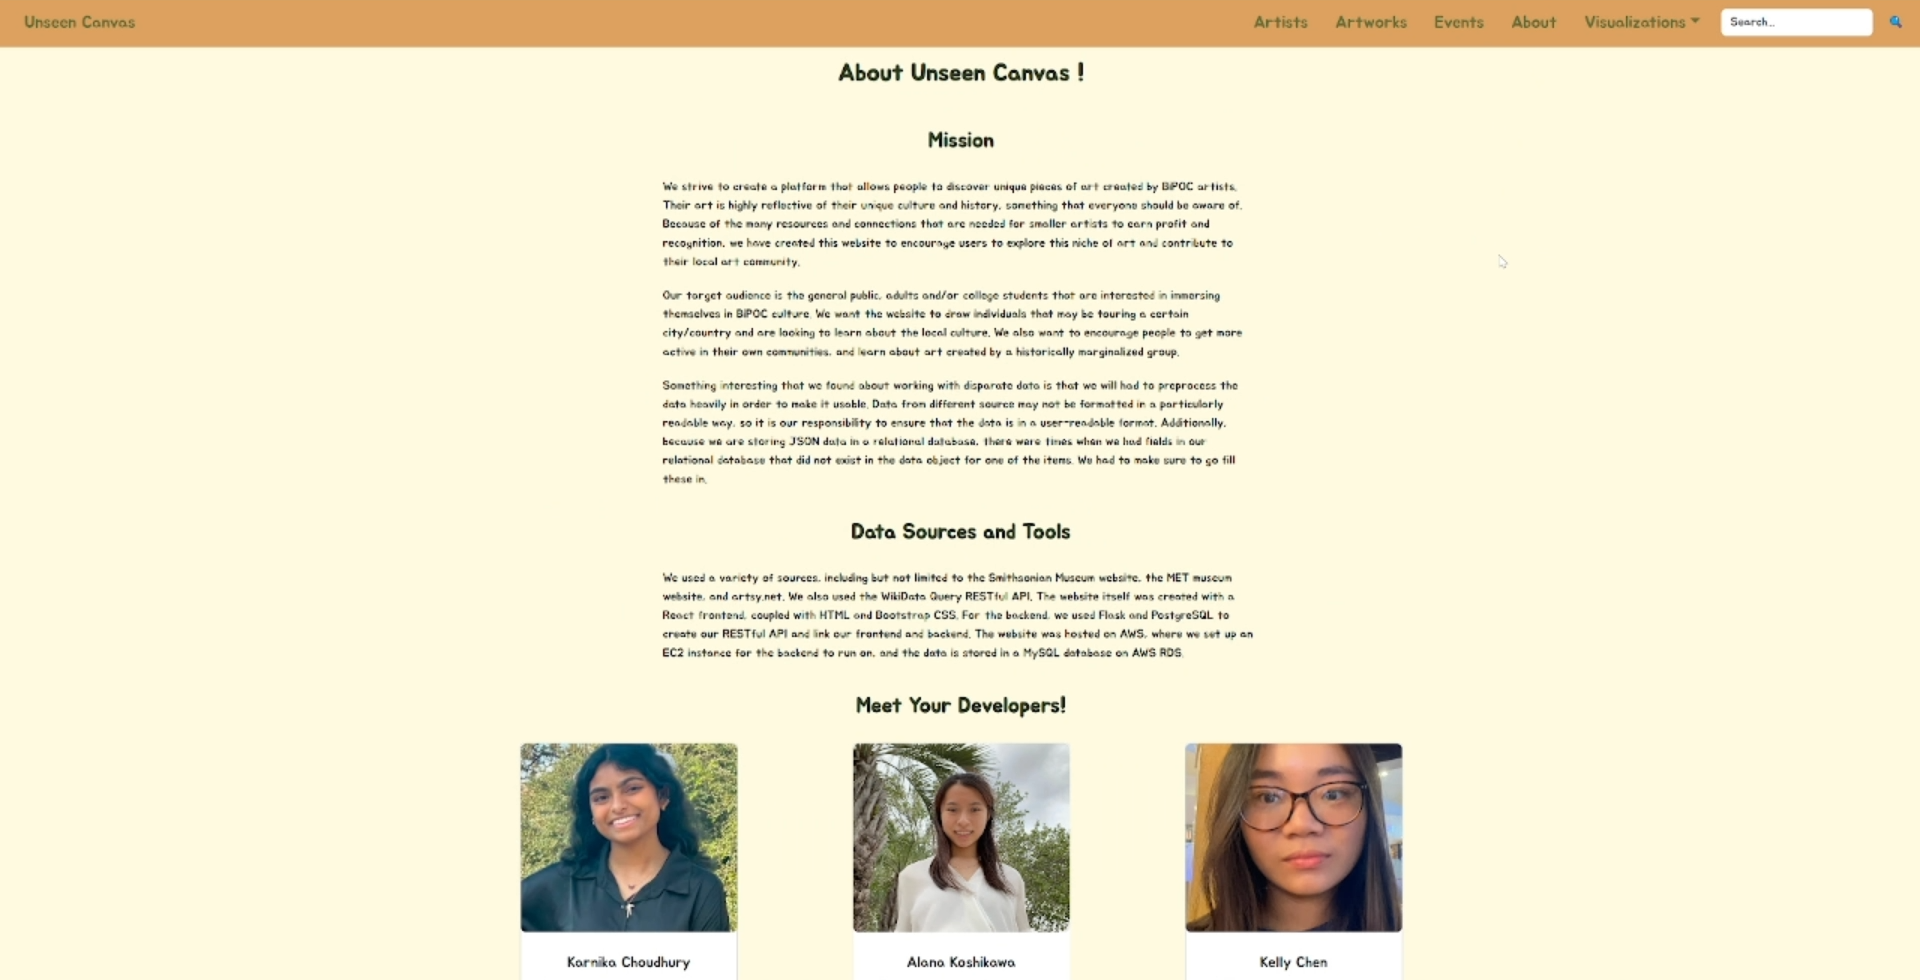 Unseen Canvas
Artists Artworks Events About Visualizations Search...
About Unseen Canvas !
Mission
We strive to create a platform that allows people to discover unique pieces of art created by BIPOC artists.
Their art is highly reflective of their unique culture and history, something that everyone should be aware of.
Because of the many resources and connections that are needed for smaller artists to earn profit and
recognition, we have created this website to encourage users to explore this niche of art and contribute to
their local art community.
Our target audience is the general public, adults and/or college students that are interested in immersing
themselves in BIPOC culture. We want the website to draw individuals that may be touring a certain
city/country and are looking to learn about the local culture. We also want to encourage people to get more
active in their own communities, and learn about art created by a historically marginalized group.
Something interesting that we found about working with disparate data is that we will had to preprocess the
data heavily in order to make it usable. Data from different source may not be formatted in a particularly
readable way, so it is our responsibility to ensure that the data is in a user-readable format. Additionally,
because we are storing JSON data in a relational database, there were times when we had fields in our
relational database that did not exist in the data object for one of the items. We had to make sure to go fill
these in.
Data Sources and Tools
We used a variety of sources, including but not limited to the Smithsonian Museum website, the MET museum
website, and artsy.net. We also used the WikiData Query RESTful API. The website itself was created with a
React frontend, coupled with HTML and Bootstrap CSS. For the backend, we used Flask and PostgreSQL to
create our RESTful API and link our frontend and backend. The website was hosted on AWS, where we set up an
EC2 instance for the backend to run on, and the data is stored in a MySQL database on AWS RDS.
Meet Your Developers!
Karnika Choudhury
Alana Koshikawa
Kelly Chen